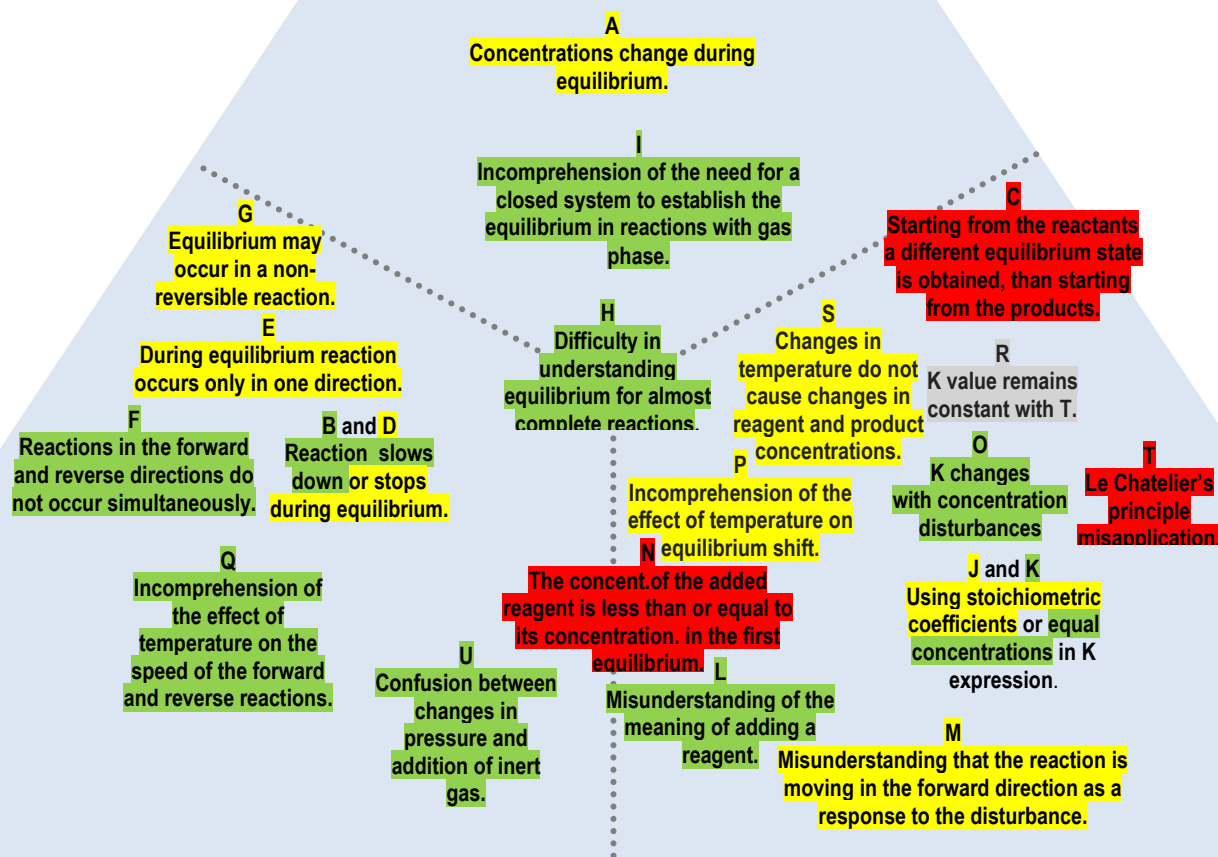 A
Concentrations change during
equilibrium.
I
Incomprehension of the need for a
closed system to establish the
equilibrium in reactions with gas
phase.
G
Equilibrium may
occur in a non-
reversible reaction.
C
Starting from the reactants
a different equilibrium state
is obtained, than starting
from the products.
E
During equilibrium reaction
occurs only in one direction.
H
Difficulty in
understanding
equilibrium for almost
complete reactions.
S
Changes in
temperature do not
cause changes in
reagent and product
concentrations.
R
K value remains
constant with T.
F
Reactions in the forward
and reverse directions do
not occur simultaneously.
B and D
Reaction slows
down or stops
during equilibrium.
P
Incomprehension of the
effect of temperature on
equilibrium shift.
O
K changes
with concentration
disturbances
T
Le Chatelier's
principle
misapplication.
Q
Incomprehension of
the effect of
temperature on the
speed of the forward
and reverse reactions.
N
The concent.of the added
reagent is less than or equal to
its concentration. in the first
equilibrium.
J and K
Using stoichiometric
coefficients or equal
concentrations in K
expression.
U
Confusion between
changes in
pressure and
addition of inert
gas.
L
Misunderstanding of the
meaning of adding a
reagent.
M
Misunderstanding that the reaction is
moving in the forward direction as a
response to the disturbance.